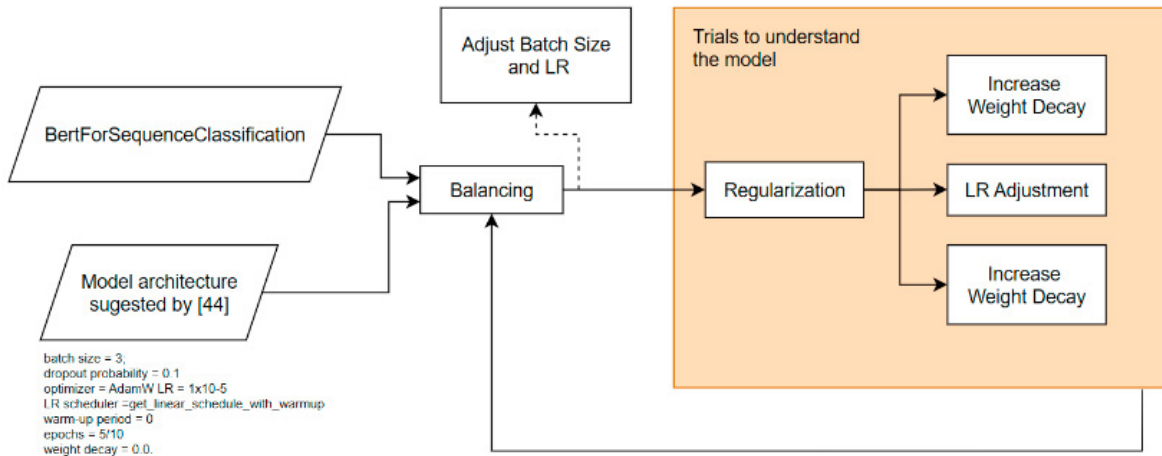 Adjust Batch Size
and LR
Trials to understand
the model
Increase
Weight Decay
BertForSequenceClassification
Balancing
Regularization
LR Adjustment
Model architecture
sugested by [44]
Increase
Weight Decay
batch size = 3;
dropout probability = 0.1
optimizer = AdamW LR = 1x10-5
LR scheduler =get_linear_schedule_with_warmup
warm-up period = 0
epochs = 5/10
weight decay = 0.0.